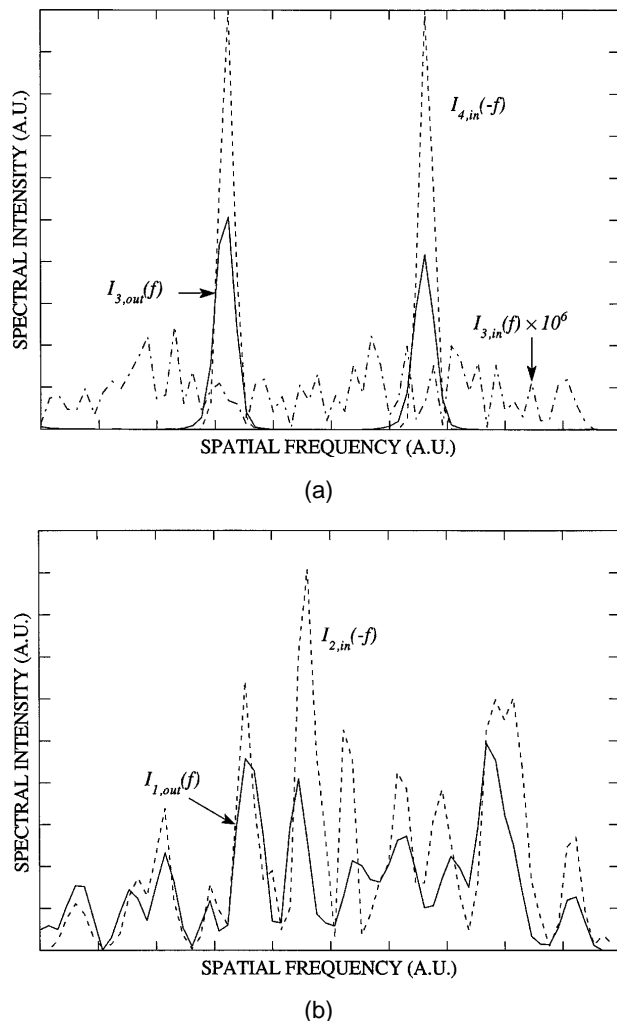 SPECTRAL INTENSITY (A.U.)
I4,in(-f)
I3,out(f)
I3,in(f) × 10^6
SPATIAL FREQUENCY (A.U.)
(a)
SPECTRAL INTENSITY (A.U.)
I2,in(-f)
I1,out(f)
SPATIAL FREQUENCY (A.U.)
(b)